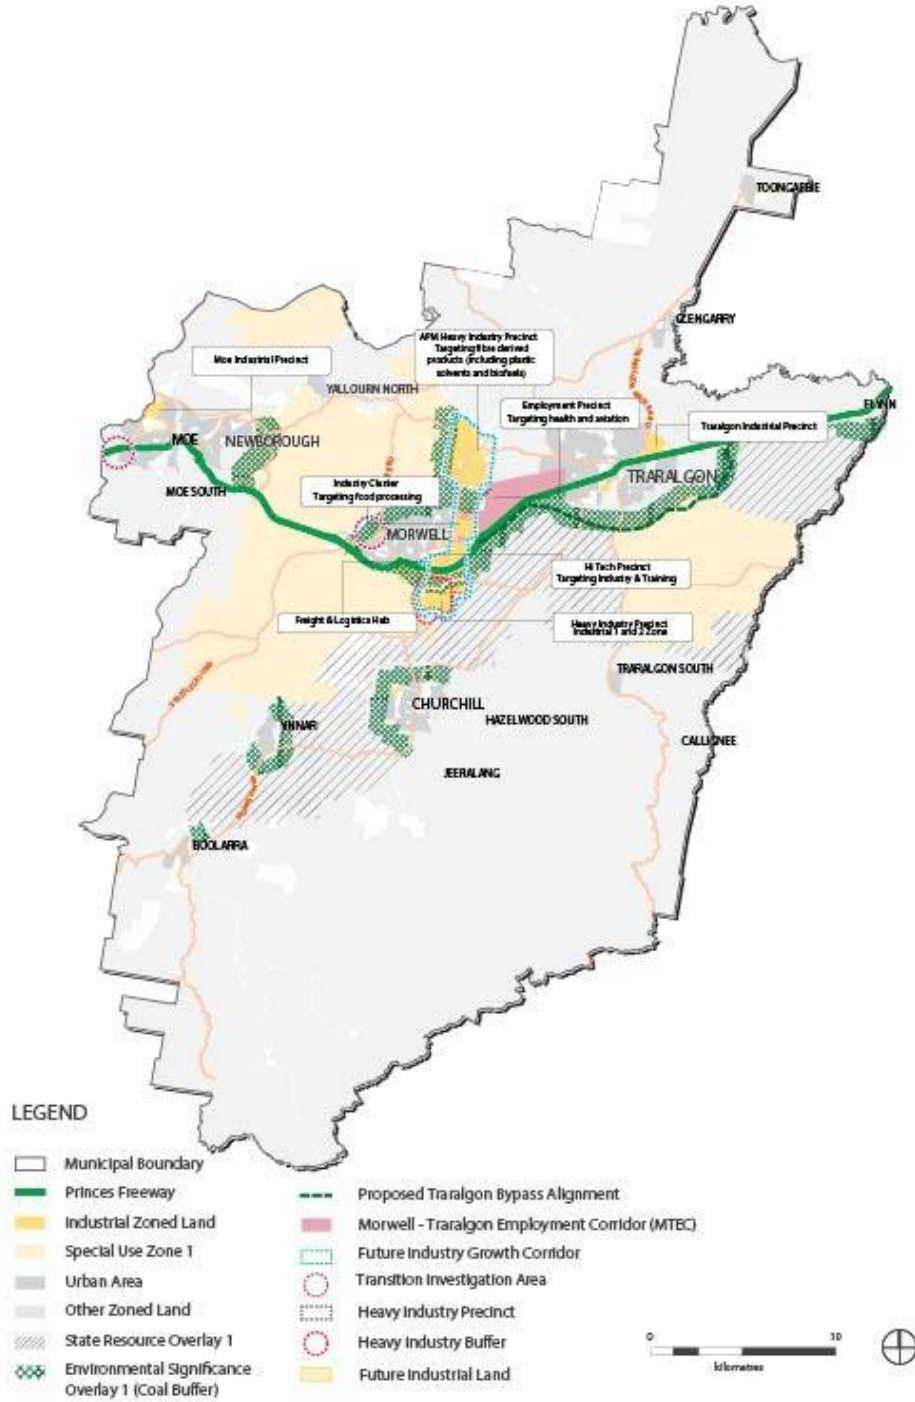 TOONGABBIE
GLENGARRY
APM Heavy Industry Precinct
Targeting fibre derived
products (including plastic
solvents and biofuels)
Moe Industrial Precinct
YALLOURN NORTH
FLYNN
Employment Precinct
Targeting health and aviation
Traralgon Industrial Precinct
MOE
NEWBOROUGH
TRARALGON
Industry Cluster
Targeting food processing
MOE SOUTH
MORWELL
Hi Tech Precinct
Targeting Industry & Training
Freight & Logistics Hub
Heavy Industry Precinct
Industrial 1 and 2 Zone
TRARALGON SOUTH
CHURCHILL
HAZELWOOD SOUTH
YINNAR
CALLIGNEE
JEERALANG
BOOLARRA
LEGEND
Municipal Boundary
Princes Freeway
Industrial Zoned Land
Special Use Zone 1
Urban Area
Other Zoned Land
State Resource Overlay 1
Environmental Significance
Overlay 1 (Coal Buffer)
Proposed Traralgon Bypass Alignment
Morwell - Traralgon Employment Corridor (MTEC)
Future Industry Growth Corridor
Transition Investigation Area
Heavy Industry Precinct
Heavy Industry Buffer
Future Industrial Land
0 10
kilometres